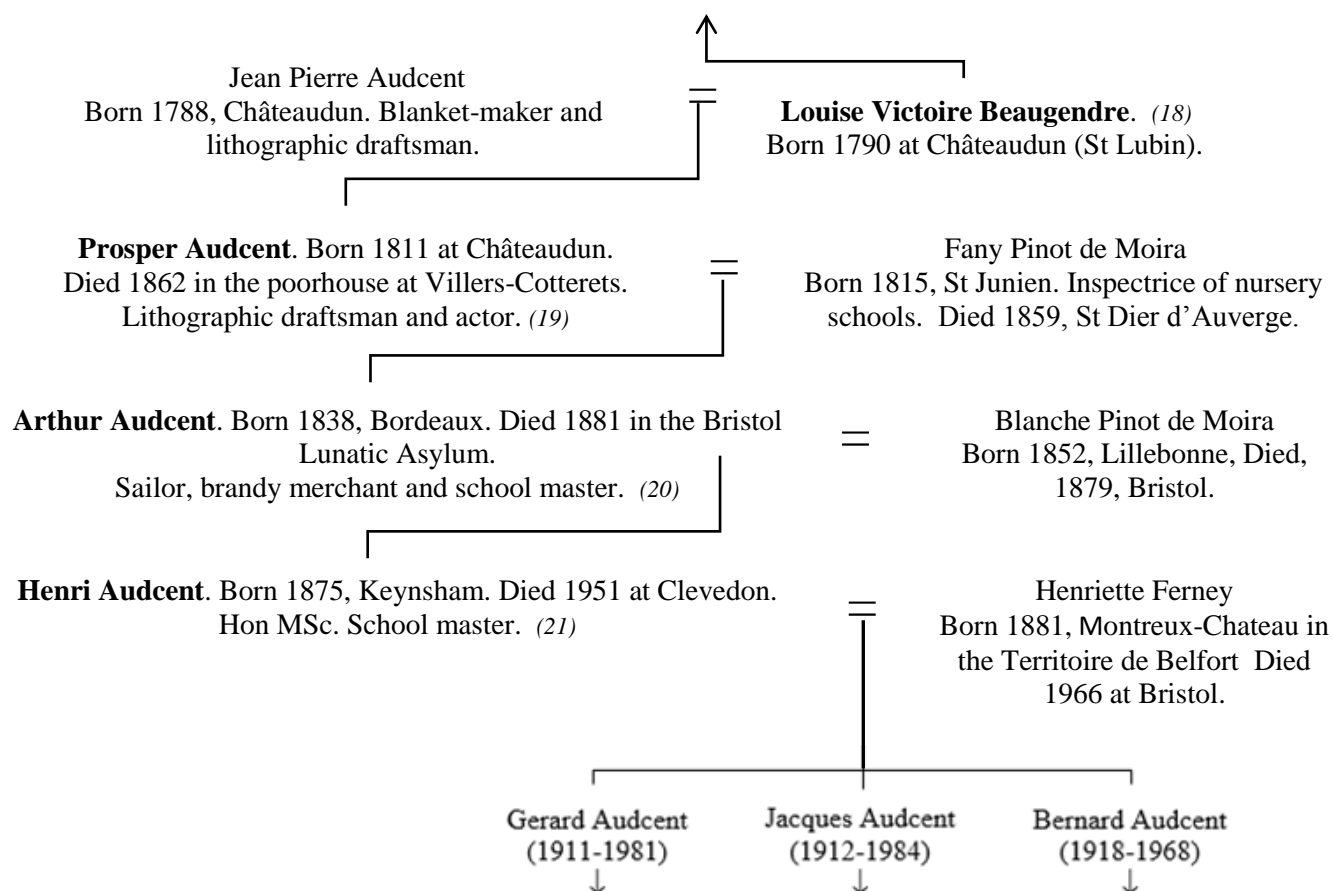 Jean Pierre Audcent
Born 1788, Châteaudun. Blanket-maker and
lithographic draftsman.
Louise Victoire Beaugendre. (18)
Born 1790 at Châteaudun (St Lubin).
Prosper Audcent. Born 1811 at Châteaudun.
Died 1862 in the poorhouse at Villers-Cotterets.
Lithographic draftsman and actor. (19)
Fany Pinot de Moira
Born 1815, St Junien. Inspectrice of nursery
schools. Died 1859, St Dier d’Auverge.
Arthur Audcent. Born 1838, Bordeaux. Died 1881 in the Bristol
Lunatic Asylum.
Sailor, brandy merchant and school master. (20)
Blanche Pinot de Moira
Born 1852, Lillebonne, Died,
1879, Bristol.
Henri Audcent. Born 1875, Keynsham. Died 1951 at Clevedon.
Hon MSc. School master. (21)
Henriette Ferney
Born 1881, Montreux-Chateau in
the Territoire de Belfort Died
1966 at Bristol.
Gerard Audcent
(1911-1981)
Jacques Audcent
(1912-1984)
Bernard Audcent
(1918-1968)